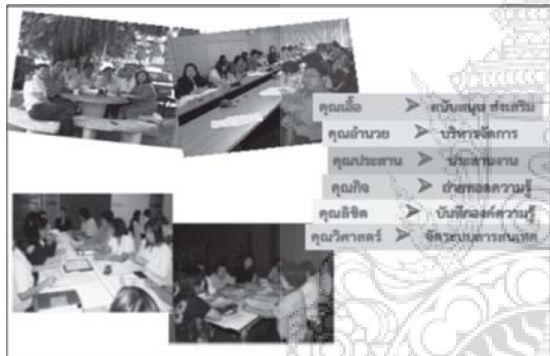 คุณเอื้อ ➢ สนับสนุน ส่งเสริม
คุณอำนวย ➢ บริหารจัดการ
คุณประสาน ➢ ประสานงาน
คุณกิจ ➢ ถ่ายทอดความรู้
คุณลิขิต ➢ บันทึกองค์ความรู้
คุณวิศาสตร์ ➢ จัดระบบสารสนเทศ